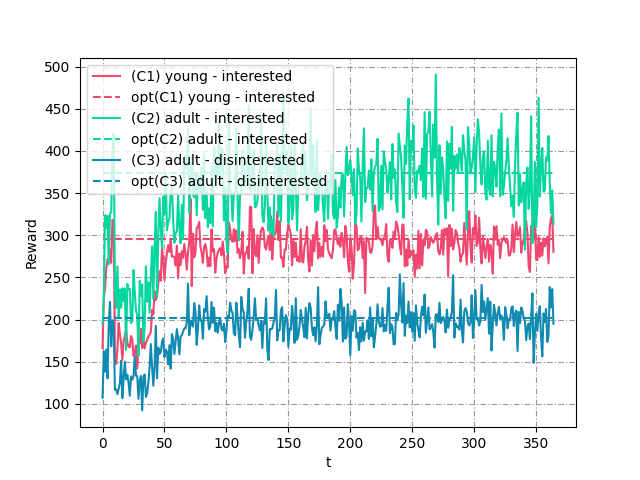 500
450
400
350
300
250
200
150
100
Reward
(C1) young - interested
opt(C1) young - interested
(C2) adult - interested
opt(C2) adult - interested
(C3) adult - disinterested
opt(C3) adult - disinterested
0 50 100 150 200 250 300 350
t